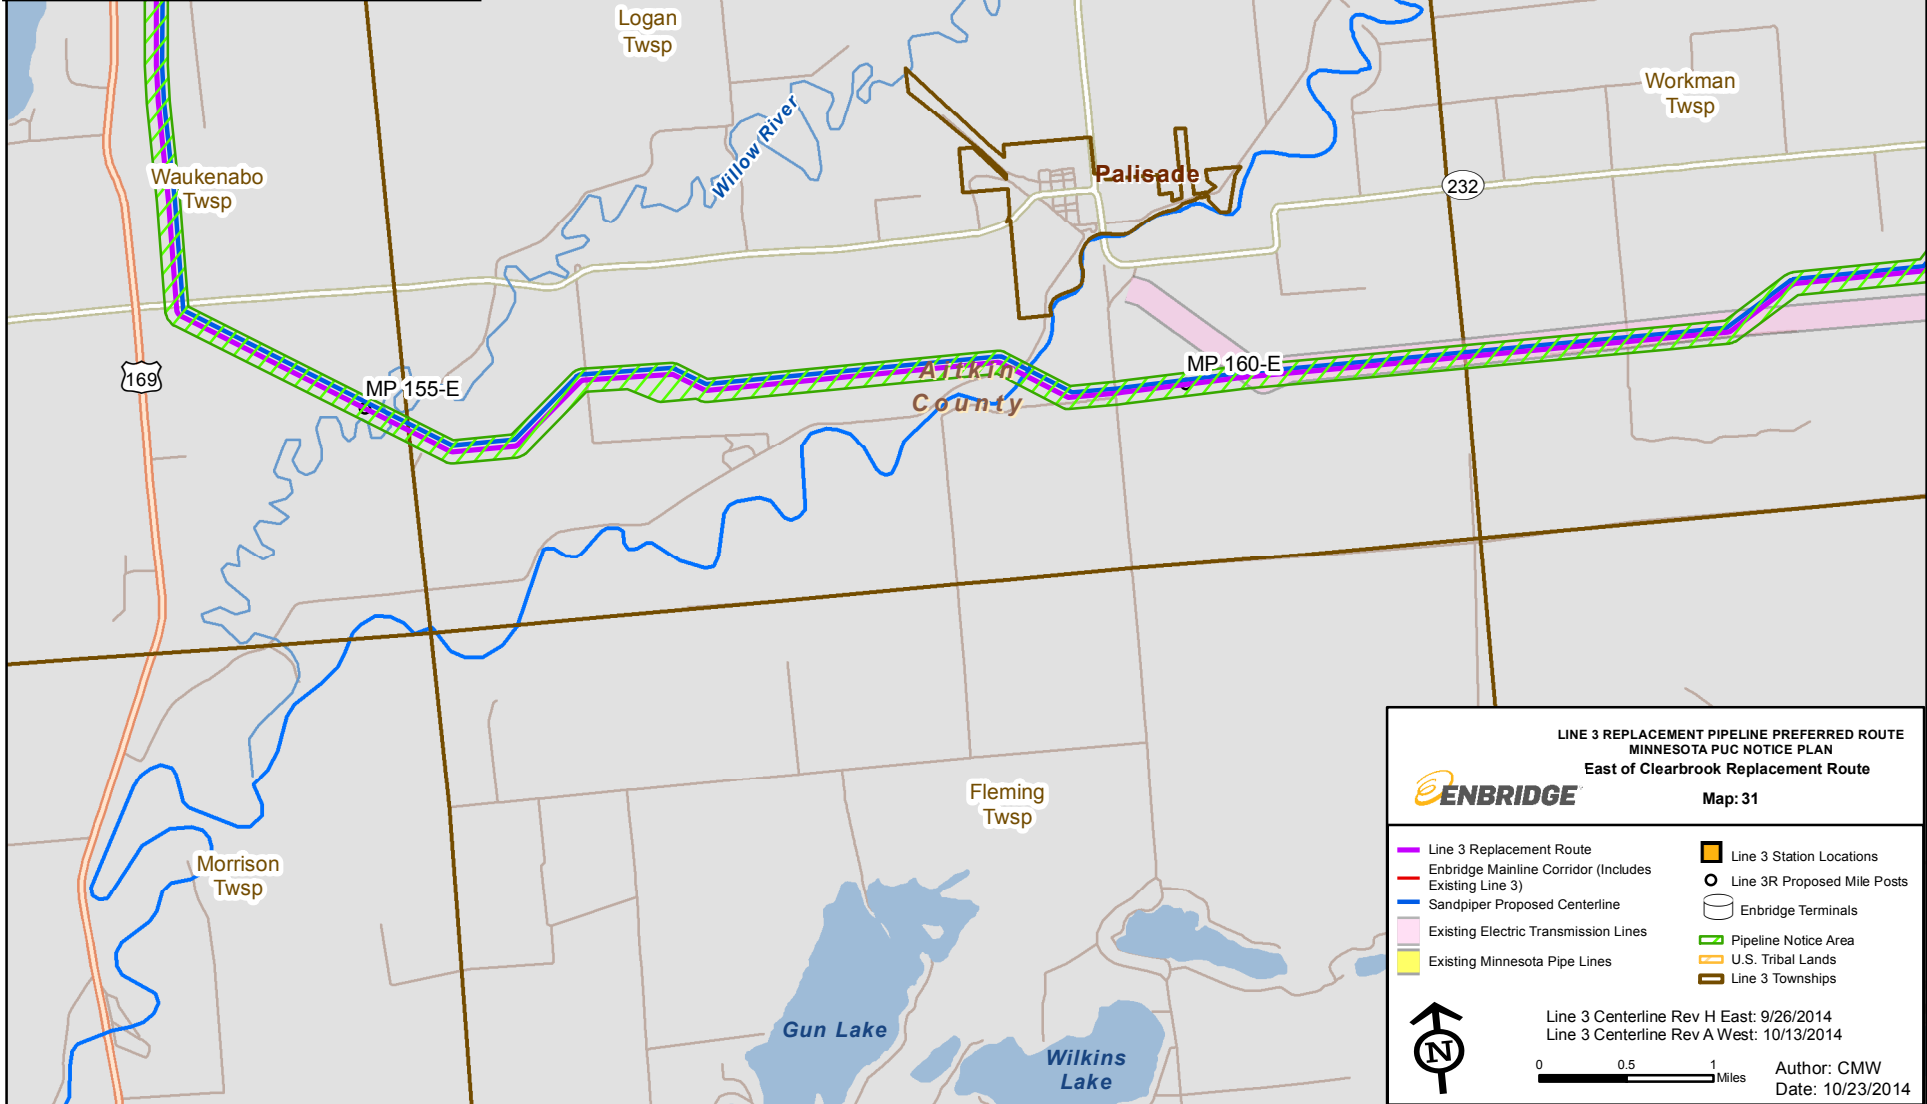 Logan
Twsp
Workman
Twsp
Willow River
Waukenabo
Twsp
Palisade
232
169
MP 155-E
MP 160-E
Aitkin
County
Fleming
Twsp
Morrison
Twsp
Gun Lake
Wilkins
Lake
LINE 3 REPLACEMENT PIPELINE PREFERRED ROUTE
MINNESOTA PUC NOTICE PLAN
East of Clearbrook Replacement Route
ENBRIDGE
Map: 31
Line 3 Replacement Route
Enbridge Mainline Corridor (Includes
Existing Line 3)
Sandpiper Proposed Centerline
Existing Electric Transmission Lines
Existing Minnesota Pipe Lines
Line 3 Station Locations
Line 3R Proposed Mile Posts
Enbridge Terminals
Pipeline Notice Area
U.S. Tribal Lands
Line 3 Townships
N
Line 3 Centerline Rev H East: 9/26/2014
Line 3 Centerline Rev A West: 10/13/2014
0 0.5 1
Miles
Author: CMW
Date: 10/23/2014